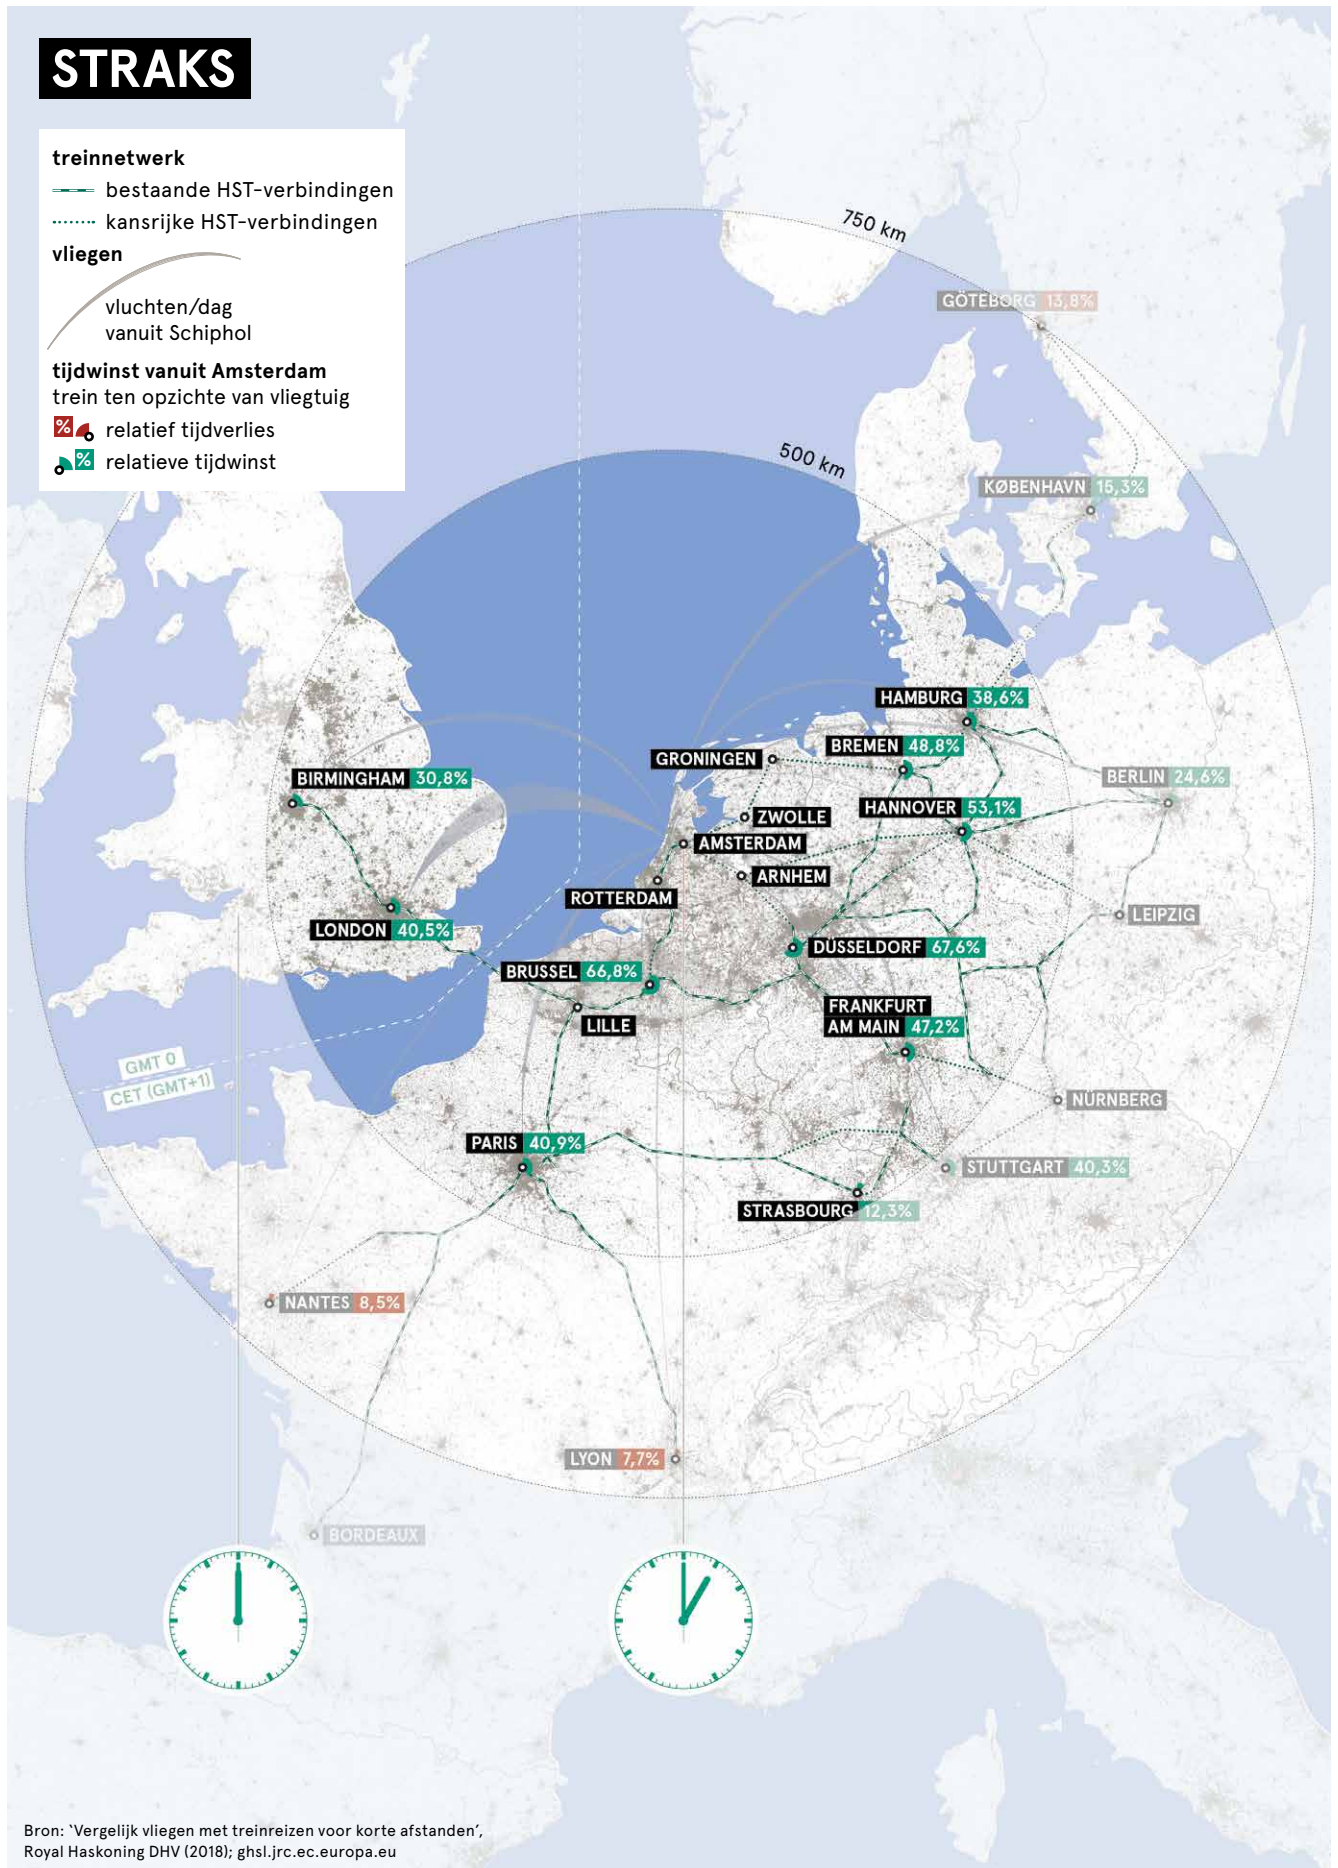 STRAKS
treinnetwerk
bestaande HST-verbindingen
kansrijke HST-verbindingen
vliegen
vluchten/dag
vanuit Schiphol
tijdwinst vanuit Amsterdam
trein ten opzichte van vliegtuig
% relatief tijdverlies
% relatieve tijdwinst
750 km
GÖTEBORG 13,8%
500 km
KØBENHAVN 15,3%
HAMBURG 38,6%
BREMEN 48,8%
GRONINGEN
BIRMINGHAM 30,8%
BERLIN 24,6%
HANNOVER 53,1%
ZWOLLE
AMSTERDAM
ARNHEM
ROTTERDAM
LEIPZIG
LONDON 40,5%
DÜSSELDORF 67,6%
BRUSSEL 66,8%
FRANKFURT
AM MAIN 47,2%
LILLE
GMT 0
CET (GMT+1)
NÜRNBERG
PARIS 40,9%
STUTTGART 40,3%
STRASBOURG 12,3%
NANTES 8,5%
LYON 7,7%
BORDEAUX
Bron: ‘Vergelijk vliegen met treinreizen voor korte afstanden’,
Royal Haskoning DHV (2018); ghsl.jrc.ec.europa.eu